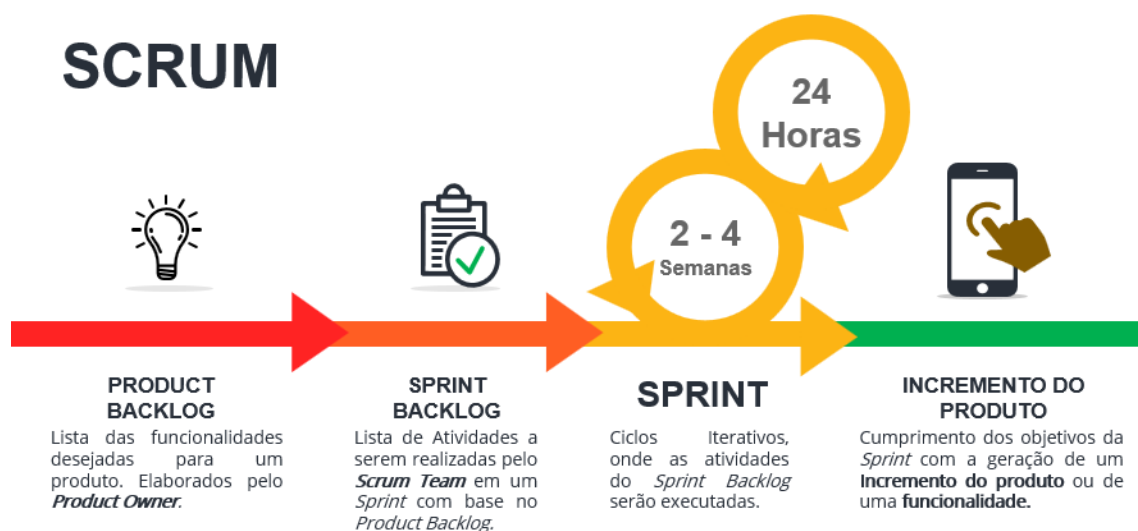 SCRUM
24
Horas
2 - 4
Semanas
PRODUCT
BACKLOG
Lista das funcionalidades
desejadas para um
produto. Elaborados pelo
Product Owner.
SPRINT
BACKLOG
Lista de Atividades a
serem realizadas pelo
Scrum Team em um
Sprint com base no
Product Backlog.
SPRINT
Ciclos Iterativos,
onde as atividades
do Sprint Backlog
serão executadas.
INCREMENTO DO
PRODUTO
Cumprimento dos objetivos da
Sprint com a geração de um
Incremento do produto ou de
uma funcionalidade.